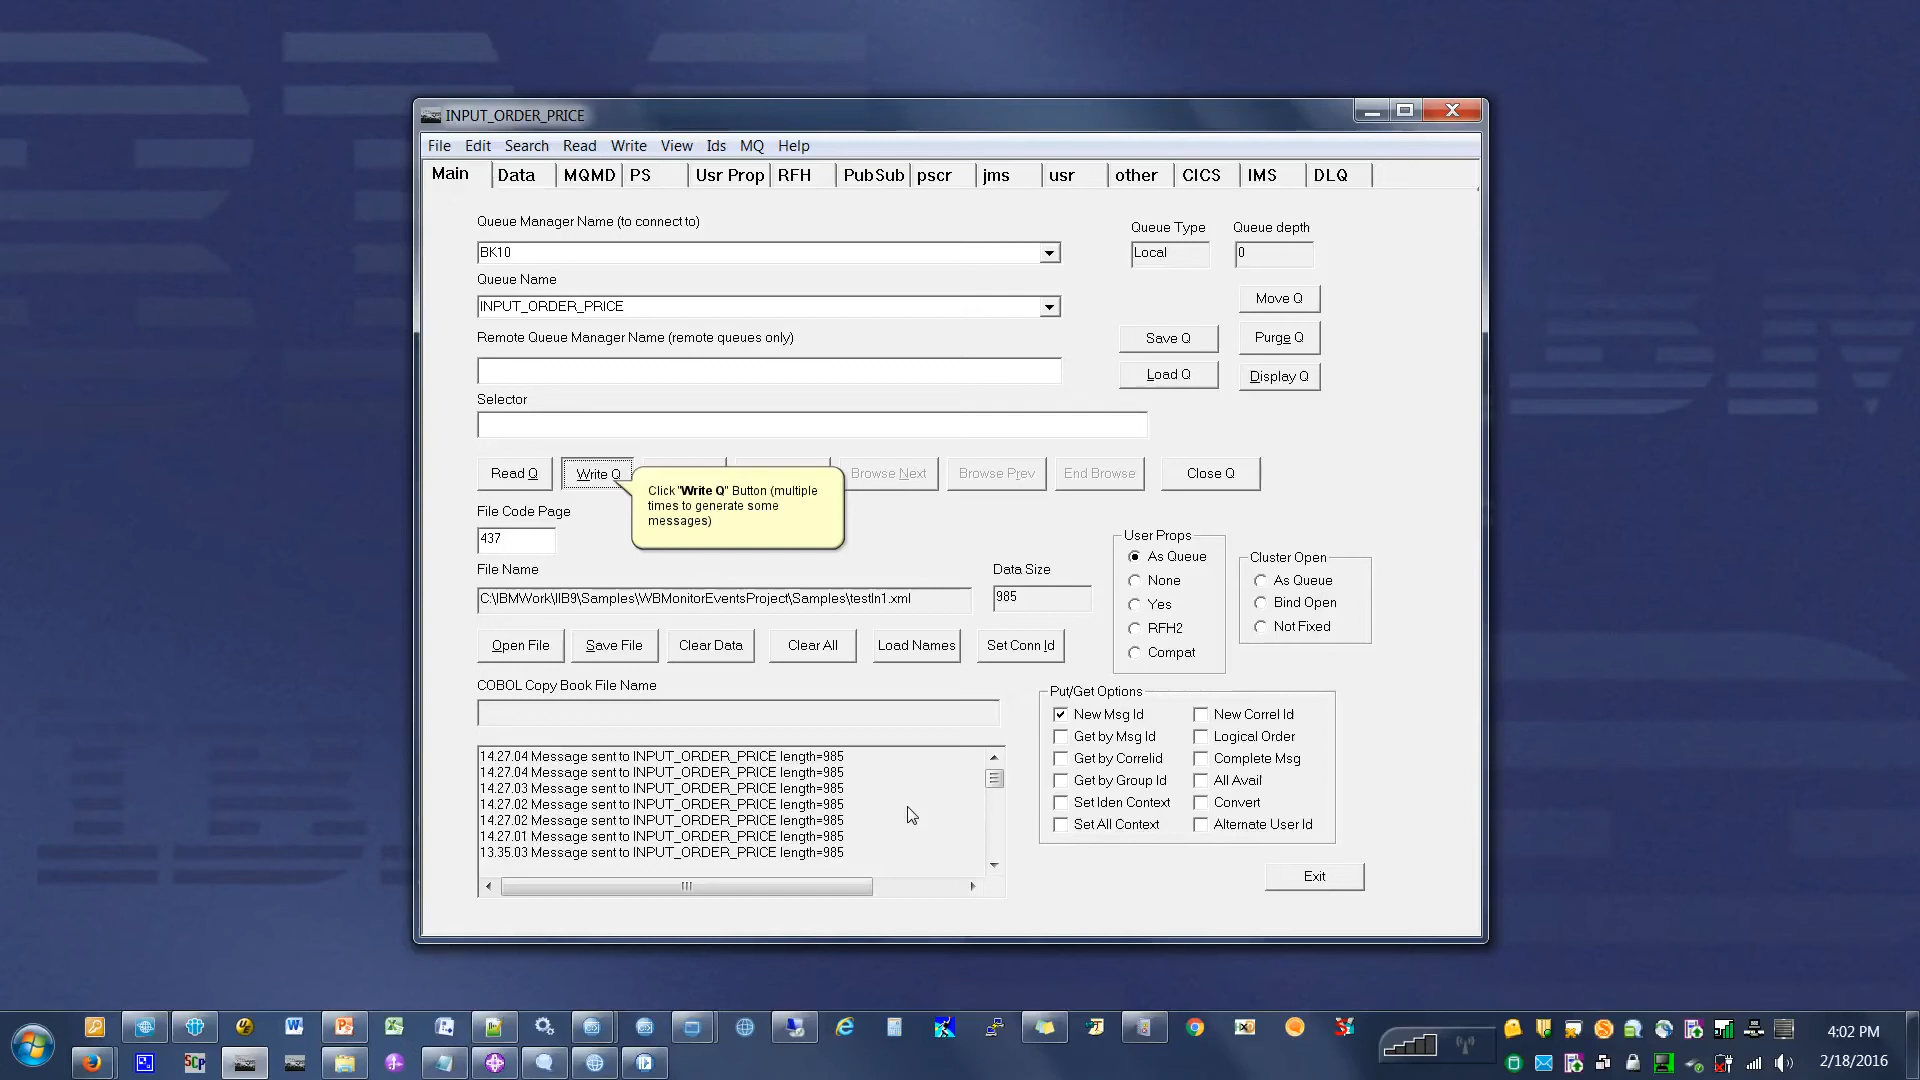 INPUT_ORDER_PRICE
File Edit Search Read Write View Ids MQ Help
Main Data MQMD PS Usr Prop RFH PubSub pscr jms usr other CICS IMS DLQ
Queue Manager Name (to connect to)
Queue Type Queue depth
BK10
Local 0
Queue Name
INPUT_ORDER_PRICE
Move Q
Remote Queue Manager Name (remote queues only)
Save Q Purge Q
Load Q Display Q
Selector
Read Q Write Q Browse Next Browse Prev End Browse Close Q
Click "Write Q" Button (multiple
times to generate some
messages)
File Code Page
437
File Name
Data Size
C:\IBMWork\IIB9\Samples\WBMonitorEventsProject\Samples\testIn1.xml
985
User Props
As Queue
None
Yes
RFH2
Compat
Cluster Open
As Queue
Bind Open
Not Fixed
Open File Save File Clear Data Clear All Load Names Set Conn Id
COBOL Copy Book File Name
Put/Get Options
New Msg Id New Correl Id
Get by Msg Id Logical Order
Get by Correlid Complete Msg
Get by Group Id All Avail
Set Iden Context Convert
Set All Context Alternate User Id
14.27.04 Message sent to INPUT_ORDER_PRICE length=985
14.27.04 Message sent to INPUT_ORDER_PRICE length=985
14.27.03 Message sent to INPUT_ORDER_PRICE length=985
14.27.02 Message sent to INPUT_ORDER_PRICE length=985
14.27.02 Message sent to INPUT_ORDER_PRICE length=985
14.27.01 Message sent to INPUT_ORDER_PRICE length=985
13.35.03 Message sent to INPUT_ORDER_PRICE length=985
Exit
4:02 PM
2/18/2016